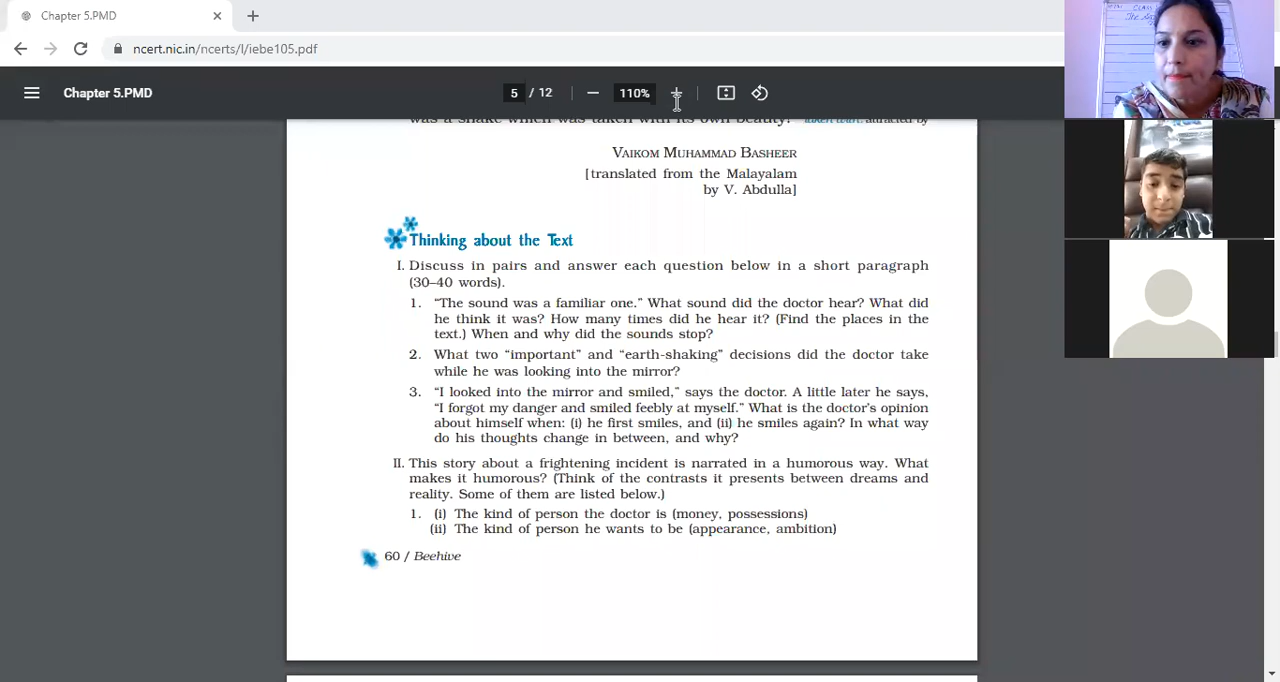 Chapter 5.PMD
ncert.nic.in/ncerts/l/iebe105.pdf
Chapter 5.PMD
5 / 12
110%
was a snake which was taken with its own beauty! taken with: attracted by
VAIKOM MUHAMMAD BASHEER
[translated from the Malayalam
by V. Abdulla]
Thinking about the Text
I. Discuss in pairs and answer each question below in a short paragraph
(30–40 words).
1. “The sound was a familiar one.” What sound did the doctor hear? What did
he think it was? How many times did he hear it? (Find the places in the
text.) When and why did the sounds stop?
2. What two “important” and “earth-shaking” decisions did the doctor take
while he was looking into the mirror?
3. “I looked into the mirror and smiled,” says the doctor. A little later he says,
“I forgot my danger and smiled feebly at myself.” What is the doctor’s opinion
about himself when: (i) he first smiles, and (ii) he smiles again? In what way
do his thoughts change in between, and why?
II. This story about a frightening incident is narrated in a humorous way. What
makes it humorous? (Think of the contrasts it presents between dreams and
reality. Some of them are listed below.)
1. (i) The kind of person the doctor is (money, possessions)
(ii) The kind of person he wants to be (appearance, ambition)
60 / Beehive